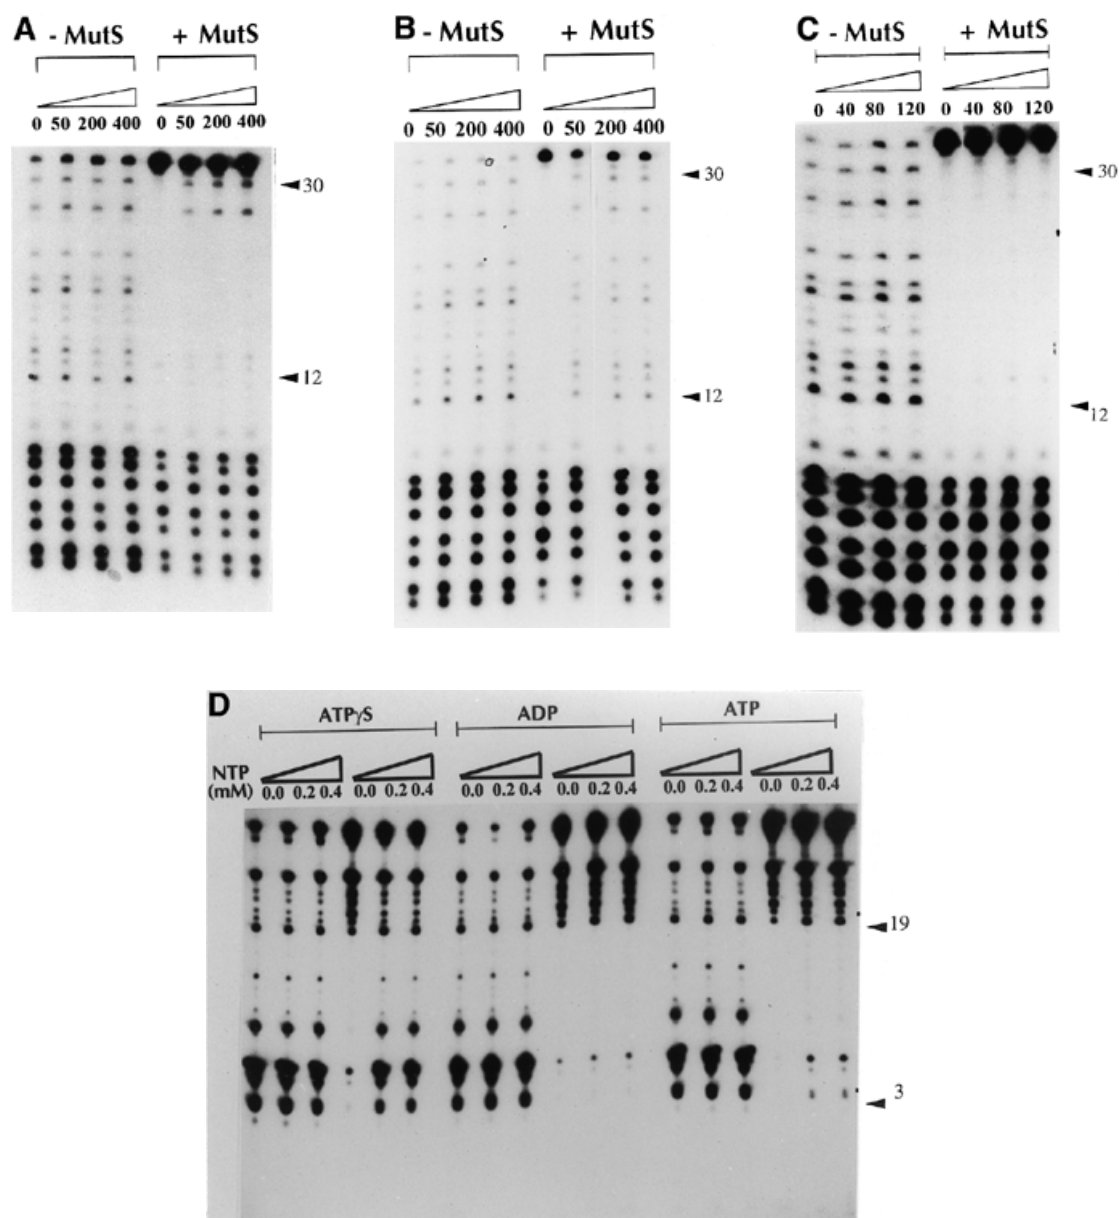 A - MutS + MutS
0 50 200 400 0 50 200 400
30
12
B - MutS + MutS
0 50 200 400 0 50 200 400
30
12
C - MutS + MutS
0 40 80 120 0 40 80 120
30
12
D ATPγS ADP ATP
NTP
(mM) 0.0 0.2 0.4 0.0 0.2 0.4 0.0 0.2 0.4 0.0 0.2 0.4 0.0 0.2 0.4 0.0 0.2 0.4
19
3